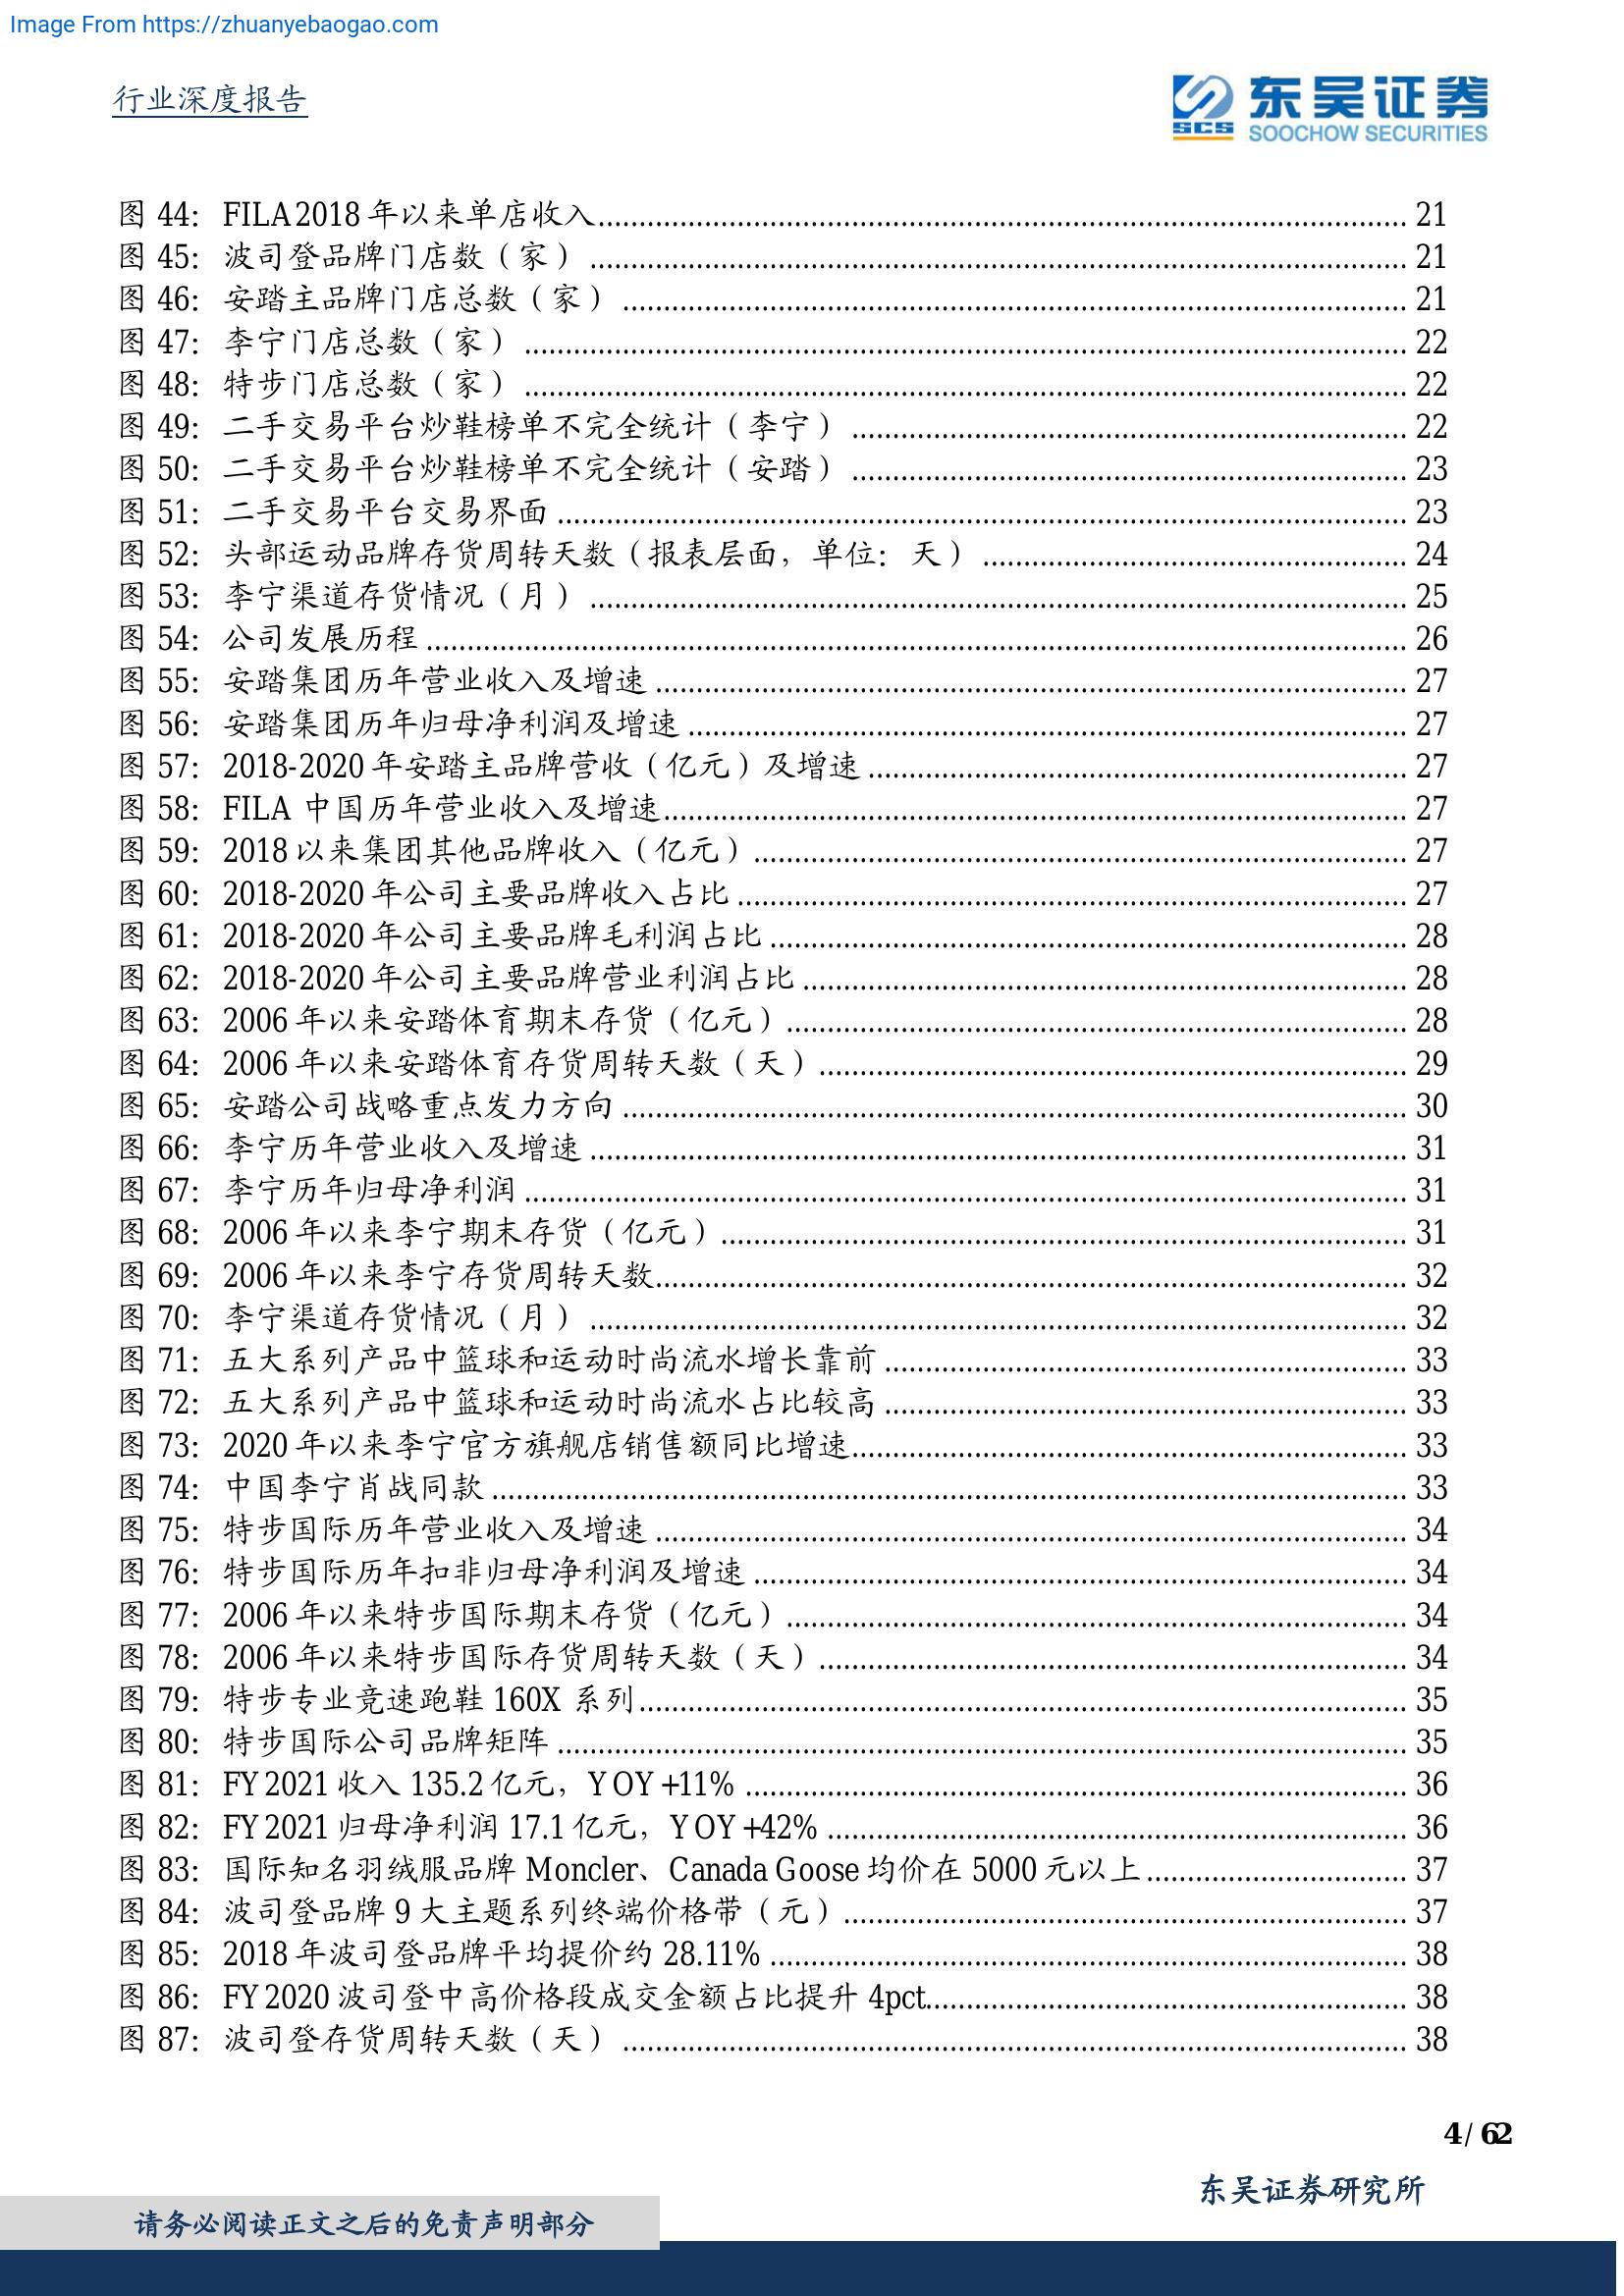 Image From https://zhuanyebaogao.com
行业深度报告
SCS 东吴证券
SOOCHOW SECURITIES
图 44: FILA 2018 年以来单店收入 21
图 45: 波司登品牌门店数（家） 21
图 46: 安踏主品牌门店总数（家） 21
图 47: 李宁门店总数（家） 22
图 48: 特步门店总数（家） 22
图 49: 二手交易平台炒鞋榜单不完全统计（李宁） 22
图 50: 二手交易平台炒鞋榜单不完全统计（安踏） 23
图 51: 二手交易平台交易界面 23
图 52: 头部运动品牌存货周转天数（报表层面，单位：天） 24
图 53: 李宁渠道存货情况（月） 25
图 54: 公司发展历程 26
图 55: 安踏集团历年营业收入及增速 27
图 56: 安踏集团历年归母净利润及增速 27
图 57: 2018-2020 年安踏主品牌营收（亿元）及增速 27
图 58: FILA 中国历年营业收入及增速 27
图 59: 2018 以来集团其他品牌收入（亿元） 27
图 60: 2018-2020 年公司主要品牌收入占比 27
图 61: 2018-2020 年公司主要品牌毛利润占比 28
图 62: 2018-2020 年公司主要品牌营业利润占比 28
图 63: 2006 年以来安踏体育期末存货（亿元） 28
图 64: 2006 年以来安踏体育存货周转天数（天） 29
图 65: 安踏公司战略重点发力方向 30
图 66: 李宁历年营业收入及增速 31
图 67: 李宁历年归母净利润 31
图 68: 2006 年以来李宁期末存货（亿元） 31
图 69: 2006 年以来李宁存货周转天数 32
图 70: 李宁渠道存货情况（月） 32
图 71: 五大系列产品中篮球和运动时尚流水增长靠前 33
图 72: 五大系列产品中篮球和运动时尚流水占比较高 33
图 73: 2020 年以来李宁官方旗舰店销售额同比增速 33
图 74: 中国李宁肖战同款 33
图 75: 特步国际历年营业收入及增速 34
图 76: 特步国际历年扣非归母净利润及增速 34
图 77: 2006 年以来特步国际期末存货（亿元） 34
图 78: 2006 年以来特步国际存货周转天数（天） 34
图 79: 特步专业竞速跑鞋 160X 系列 35
图 80: 特步国际公司品牌矩阵 35
图 81: FY2021 收入 135.2 亿元，YOY+11% 36
图 82: FY2021 归母净利润 17.1 亿元，YOY+42% 36
图 83: 国际知名羽绒服品牌 Moncler、Canada Goose 均价在 5000 元以上 37
图 84: 波司登品牌 9 大主题系列终端价格带（元） 37
图 85: 2018 年波司登品牌平均提价约 28.11% 38
图 86: FY2020 波司登中高价格段成交金额占比提升 4pct 38
图 87: 波司登存货周转天数（天） 38
4 / 62
东吴证券研究所
请务必阅读正文之后的免责声明部分